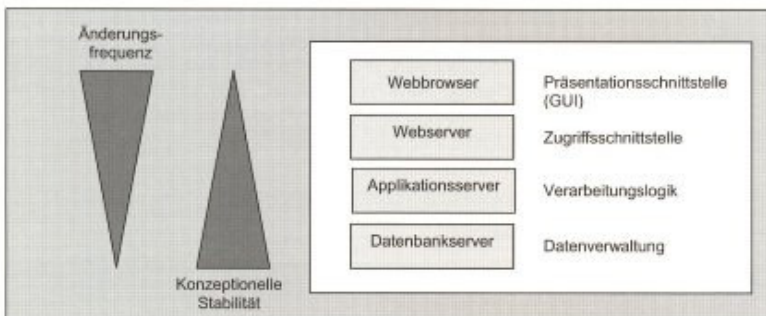 Änderungs-
frequenz
Webbrowser
Präsentationsschnittstelle
(GUI)
Webserver
Zugriffsschnittstelle
Applikationsserver
Verarbeitungslogik
Datenbankserver
Datenverwaltung
Konzeptionelle
Stabilität